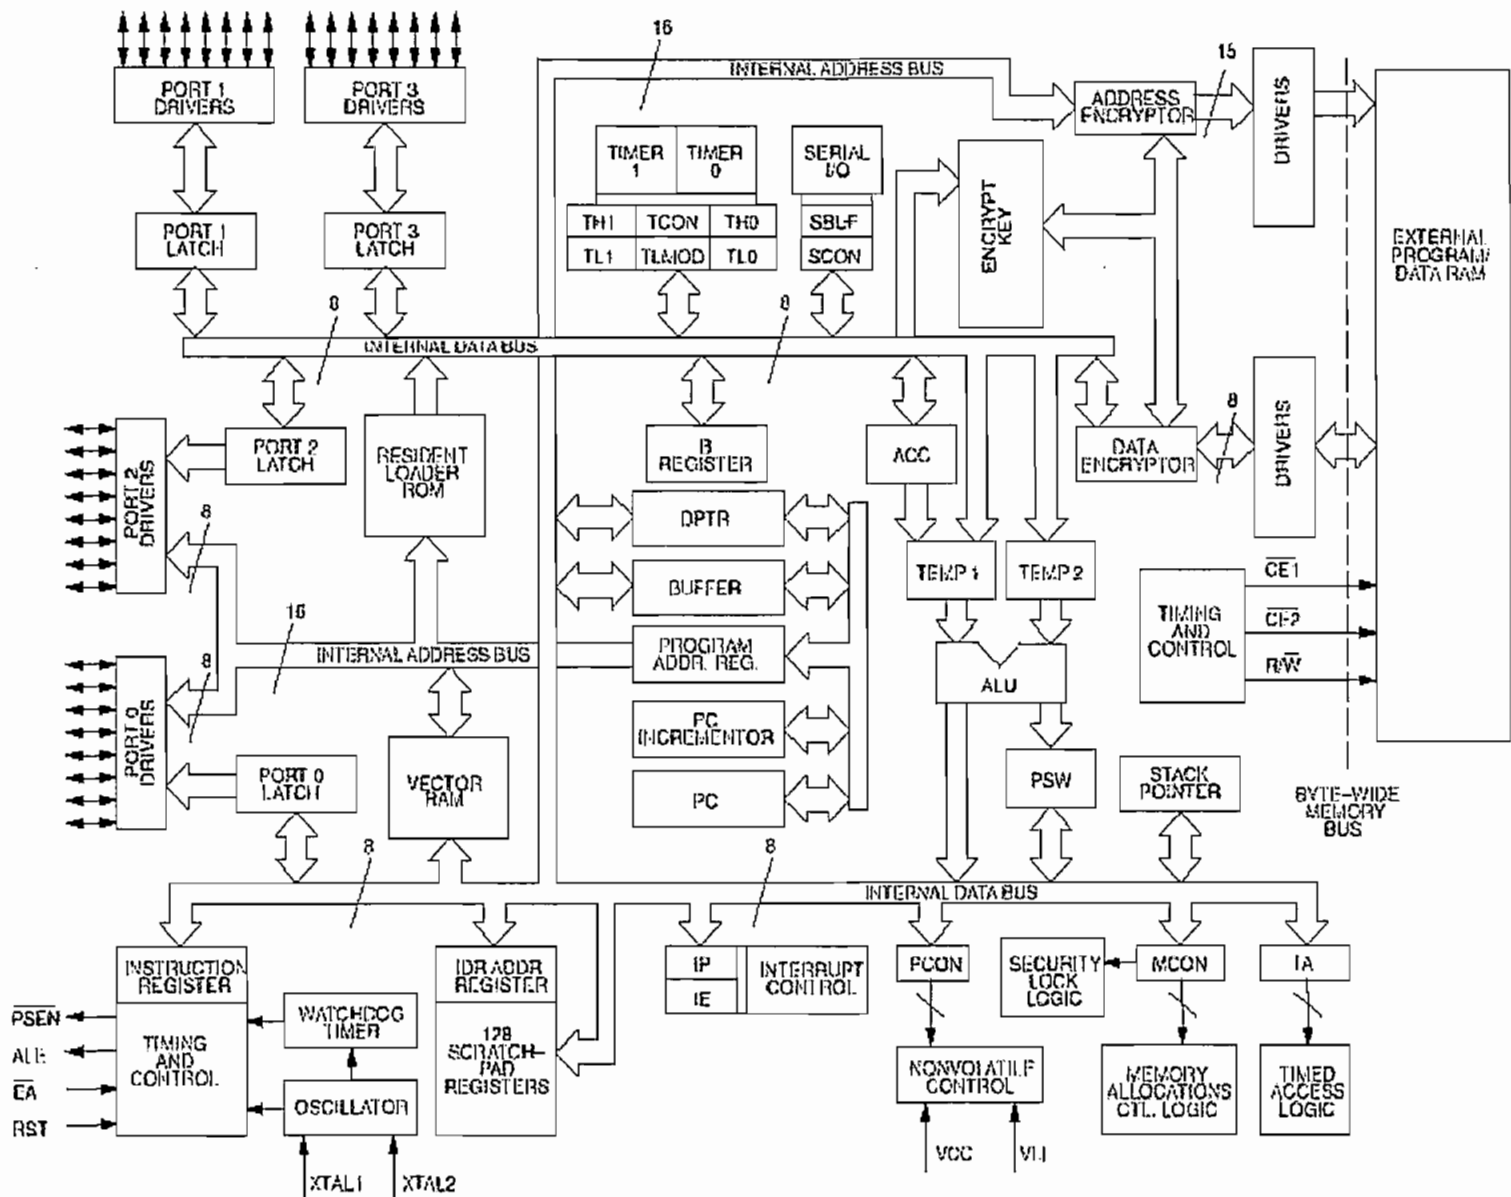 PORT 1
DRIVERS
PORT 3
DRIVERS
16
INTERNAL ADDRESS BUS
15
ADDRESS
ENCRYPTOR
DRIVERS
TIMER
1
TIMER
0
SERIAL
I/O
ENCRYPT
KEY
PORT 1
LATCH
PORT 3
LATCH
TH1
TCON
TH0
TL1
TLMOD
TL0
SBUF
SCON
EXTERNAL
PROGRAM/
DATA RAM
8
8
INTERNAL DATA BUS
PORT 2
DRIVERS
PORT 2
LATCH
RESIDENT
LOADER
ROM
B
REGISTER
ACC
DATA
ENCRYPTOR
8
DRIVERS
8
DPTR
BUFFER
TEMP 1
TEMP 2
TIMING
AND
CONTROL
CE1
CE2
R/W
16
8
INTERNAL ADDRESS BUS
PROGRAM
ADDR. REG.
ALU
PORT 0
DRIVERS
PORT 0
LATCH
VECTOR
RAM
PC
INCREMENTOR
PC
PSW
STACK
POINTER
BYTE-WIDE
MEMORY
BUS
8
8
INTERNAL DATA BUS
INSTRUCTION
REGISTER
IDR ADDR
REGISTER
IP
IE
INTERRUPT
CONTROL
PCON
SECURITY
LOCK
LOGIC
MCON
TA
PSEN
ALE
EA
RST
TIMING
AND
CONTROL
WATCHDOG
TIMER
OSCILLATOR
128
SCRATCH-
PAD
REGISTERS
NONVOLATILE
CONTROL
MEMORY
ALLOCATIONS
CTL. LOGIC
TIMED
ACCESS
LOGIC
XTAL1
XTAL2
VCC
VLI